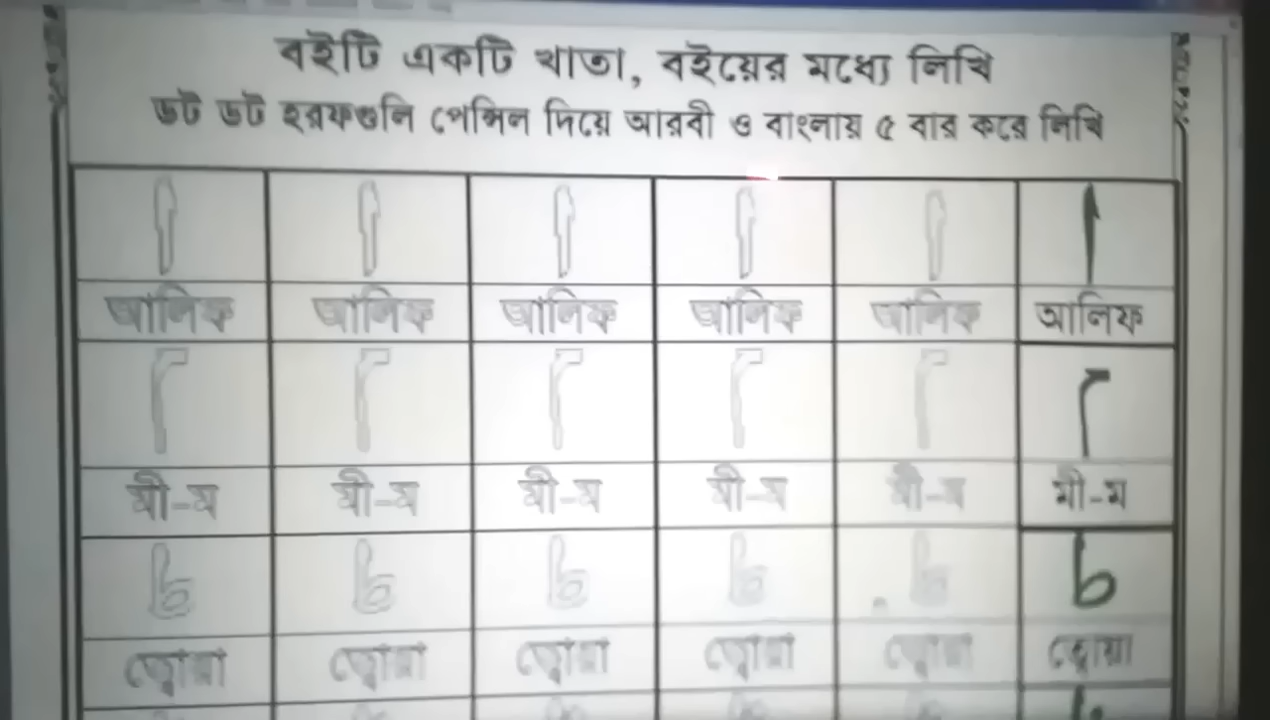 বইটি একটি খাতা, বইয়ের মধ্যে লিখি
ডট ডট হরফগুলি পেন্সিল দিয়ে আরবী ও বাংলায় ৫ বার করে লিখি
ا ا ا ا ا ا
আলিফ আলিফ আলিফ আলিফ আলিফ আলিফ
م م م م م م
মী-ম মী-ম মী-ম মী-ম মী-ম মী-ম
ط ط ط ط ط ط
ত্বোয়া ত্বোয়া ত্বোয়া ত্বোয়া ত্বোয়া ত্বোয়া